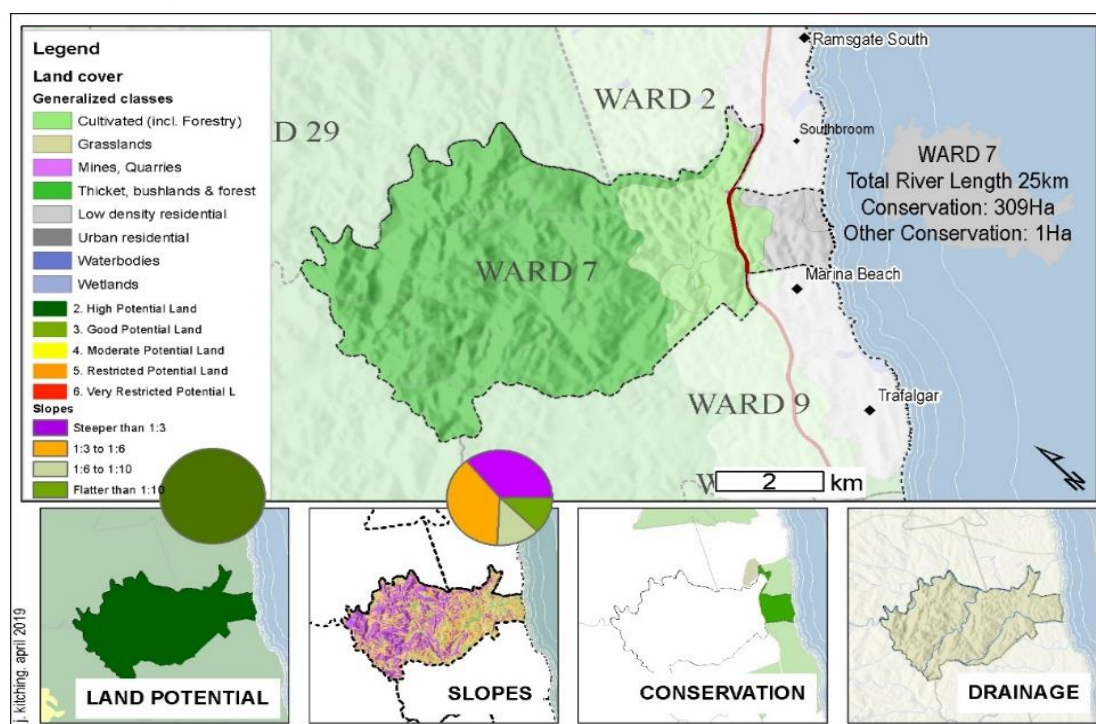 Legend
Land cover
Generalized classes
Cultivated (incl. Forestry)
Grasslands
Mines, Quarries
Thicket, bushlands & forest
Low density residential
Urban residential
Waterbodies
Wetlands
2. High Potential Land
3. Good Potential Land
4. Moderate Potential Land
5. Restricted Potential Land
6. Very Restricted Potential L
Slopes
Steeper than 1:3
1:3 to 1:6
1:6 to 1:10
Flatter than 1:10
D 29
WARD 2
WARD 7
WARD 9
W
Ramsgate South
Southbroom
Marina Beach
Trafalgar
WARD 7
Total River Length 25km
Conservation: 309Ha
Other Conservation: 1Ha
2 km
N
j. kitching. april 2019
LAND POTENTIAL
SLOPES
CONSERVATION
DRAINAGE